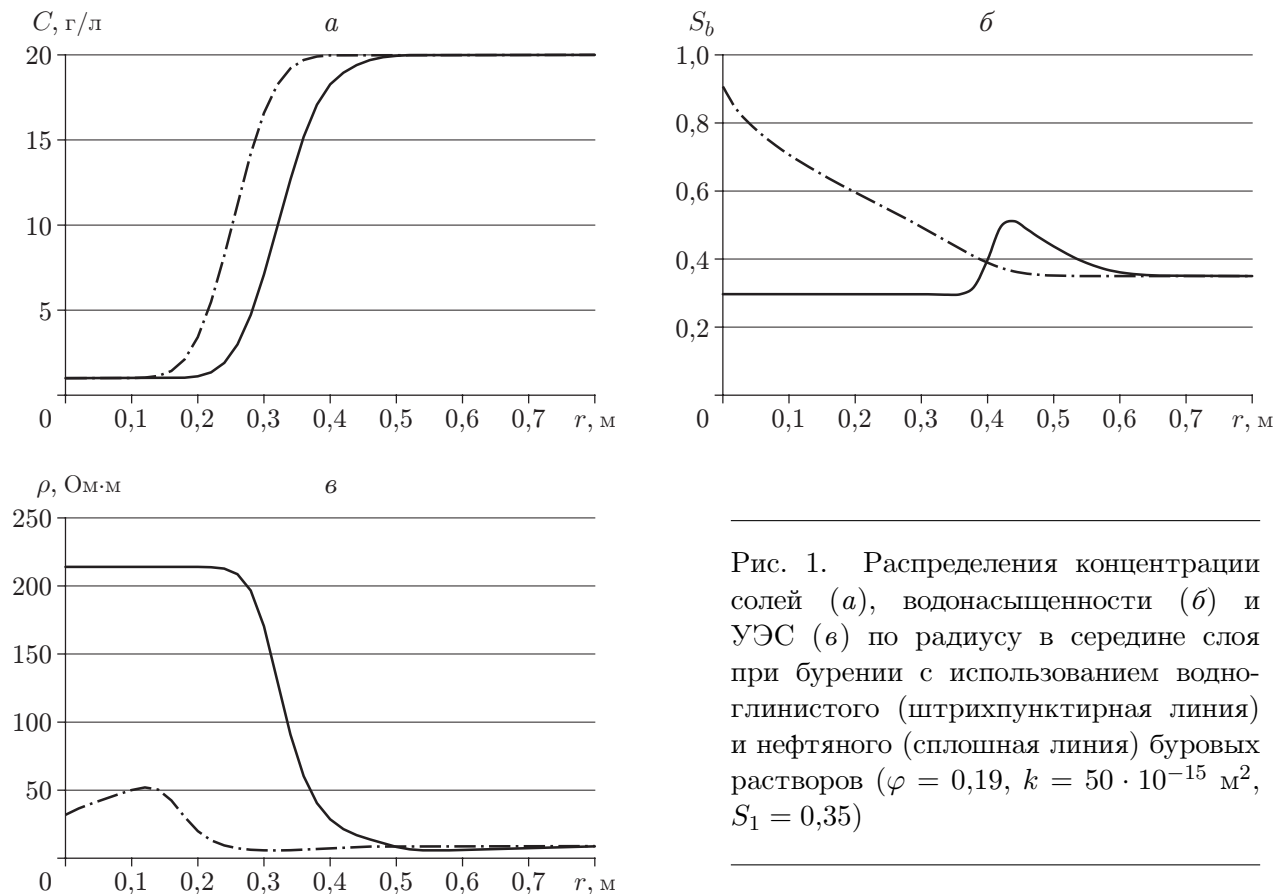 C, г/л
а
20
15
10
5
0
0,1 0,2 0,3 0,4 0,5 0,6 0,7 r, м
S_b
б
1,0
0,8
0,6
0,4
0,2
0
0,1 0,2 0,3 0,4 0,5 0,6 0,7 r, м
ρ, Ом·м
в
250
200
150
100
50
0
0,1 0,2 0,3 0,4 0,5 0,6 0,7 r, м
Рис. 1. Распределения концентрации
солей (а), водонасыщенности (б) и
УЭС (в) по радиусу в середине слоя
при бурении с использованием водно-
глинистого (штрихпунктирная линия)
и нефтяного (сплошная линия) буровых
растворов (φ = 0,19, k = 50 · 10⁻¹⁵ м²,
S₁ = 0,35)